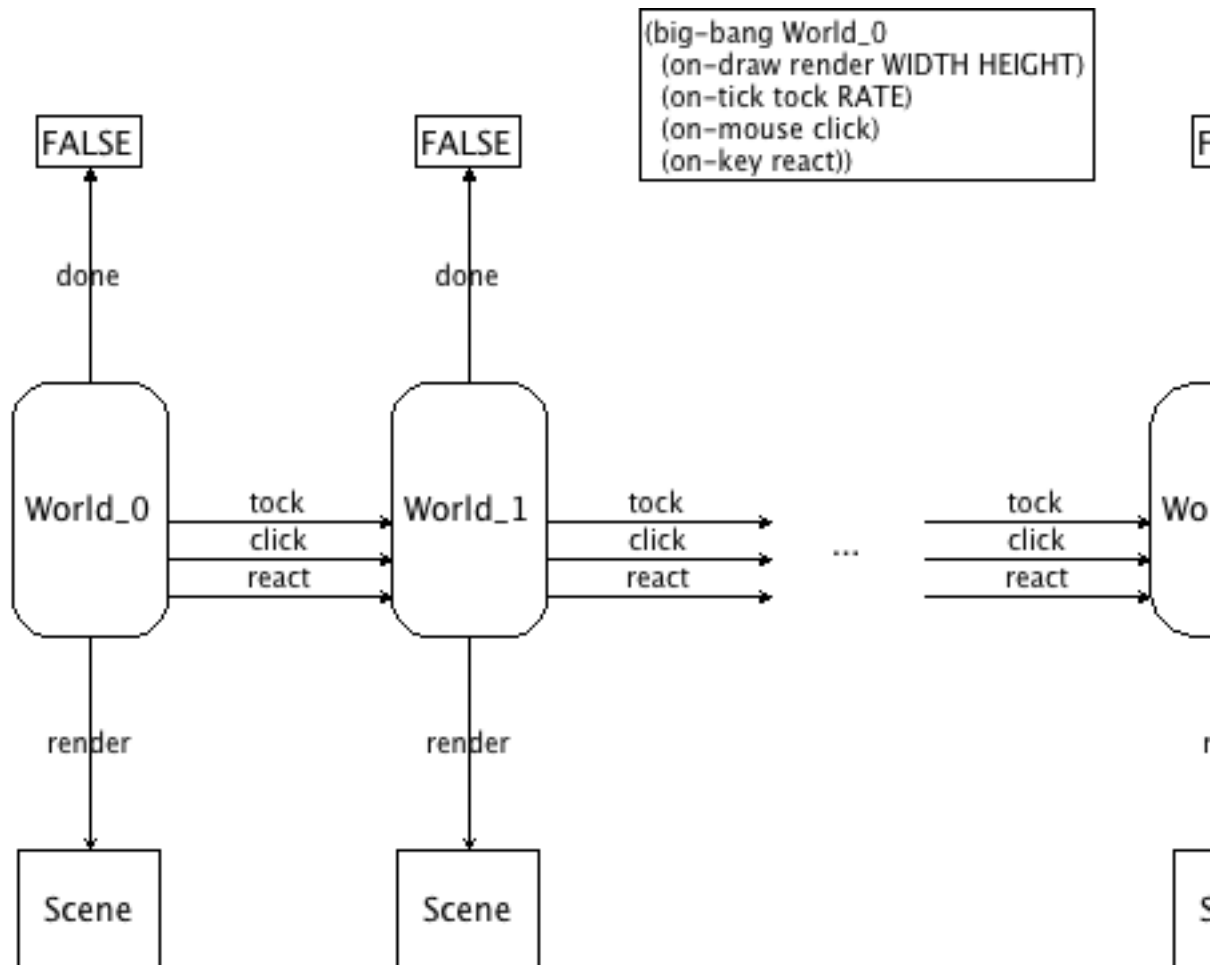 (big-bang World_0
(on-draw render WIDTH HEIGHT)
(on-tick tock RATE)
(on-mouse click)
(on-key react))
FALSE
FALSE
done
done
World_0
tock
click
react
World_1
tock
click
react
...
tock
click
react
render
render
Scene
Scene